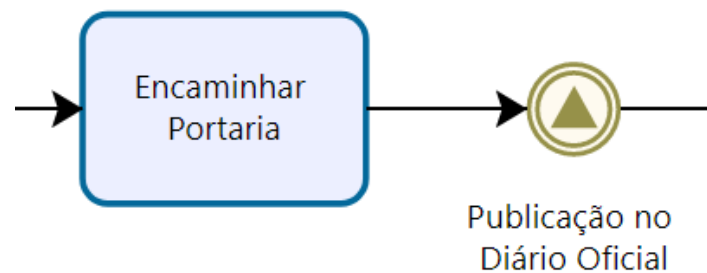 Encaminhar
Portaria
Publicação no
Diário Oficial